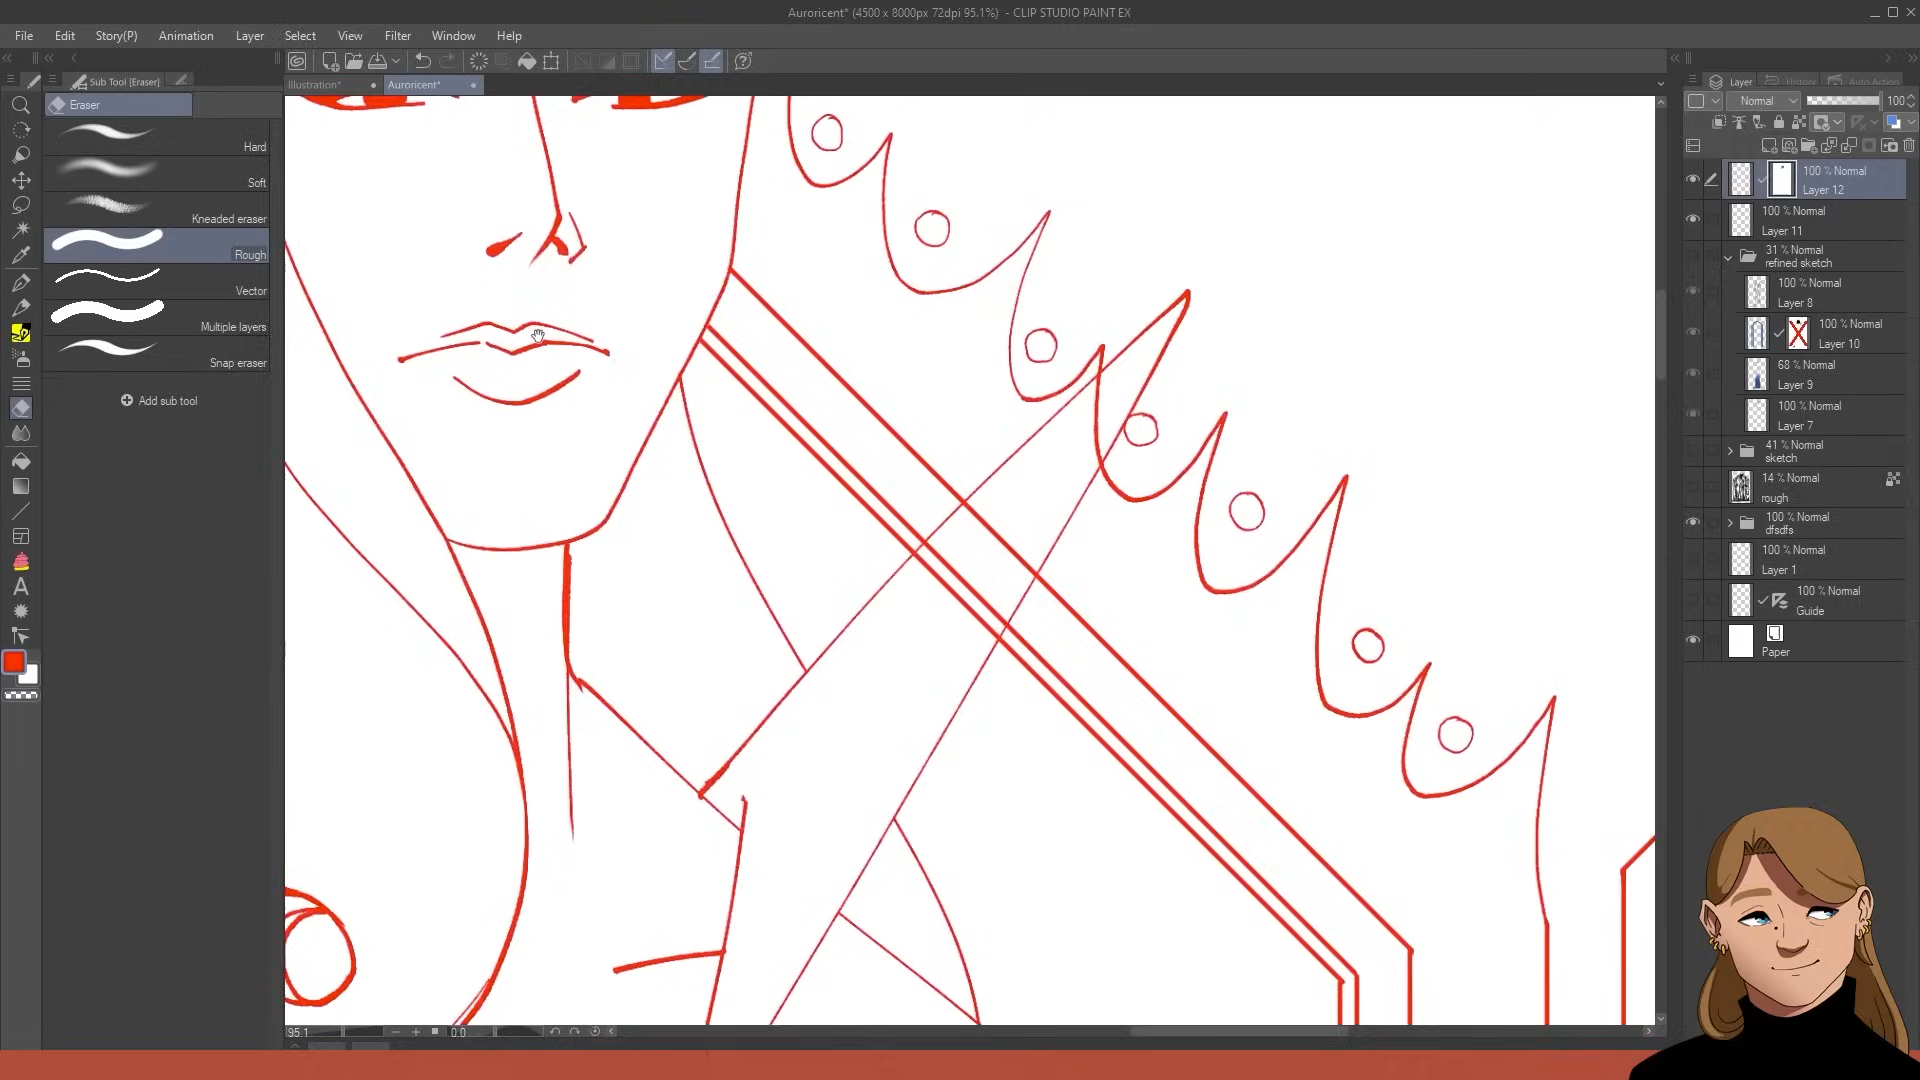 Auroricent* (4500 x 8000px 72dpi 95.1%) - CLIP STUDIO PAINT EX
File Edit Story(P) Animation Layer Select View Filter Window Help
Sub Tool [Eraser]
Illustration*
Auroricent*
Layer
History
Auto Action
Eraser
Normal
100
Hard
Soft
Kneaded eraser
Rough
Vector
Multiple layers
Snap eraser
Add sub tool
100 % Normal
Layer 12
100 % Normal
Layer 11
31 % Normal
refined sketch
100 % Normal
Layer 8
100 % Normal
Layer 10
68 % Normal
Layer 9
100 % Normal
Layer 7
41 % Normal
sketch
14 % Normal
rough
100 % Normal
dfsdfs
100 % Normal
Layer 1
100 % Normal
Guide
Paper
A
95.1
0.0